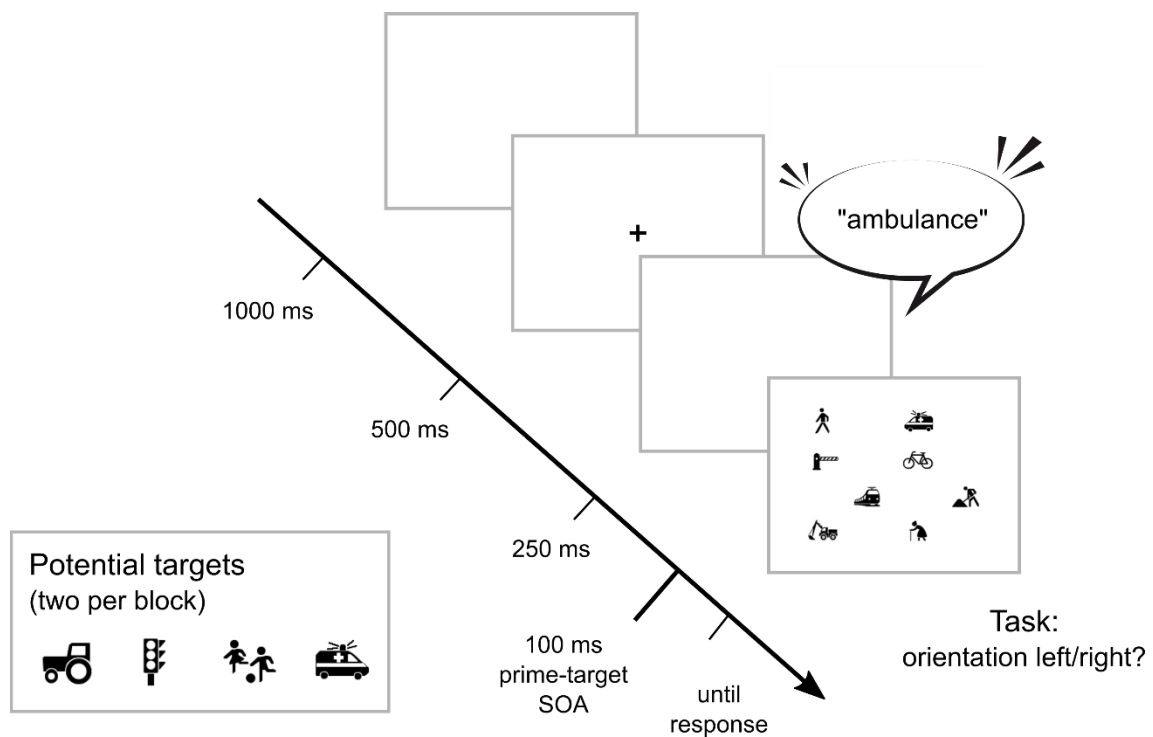 +
"ambulance"
1000 ms
500 ms
250 ms
100 ms
prime-target
SOA
until
response
Potential targets
(two per block)
Task:
orientation left/right?